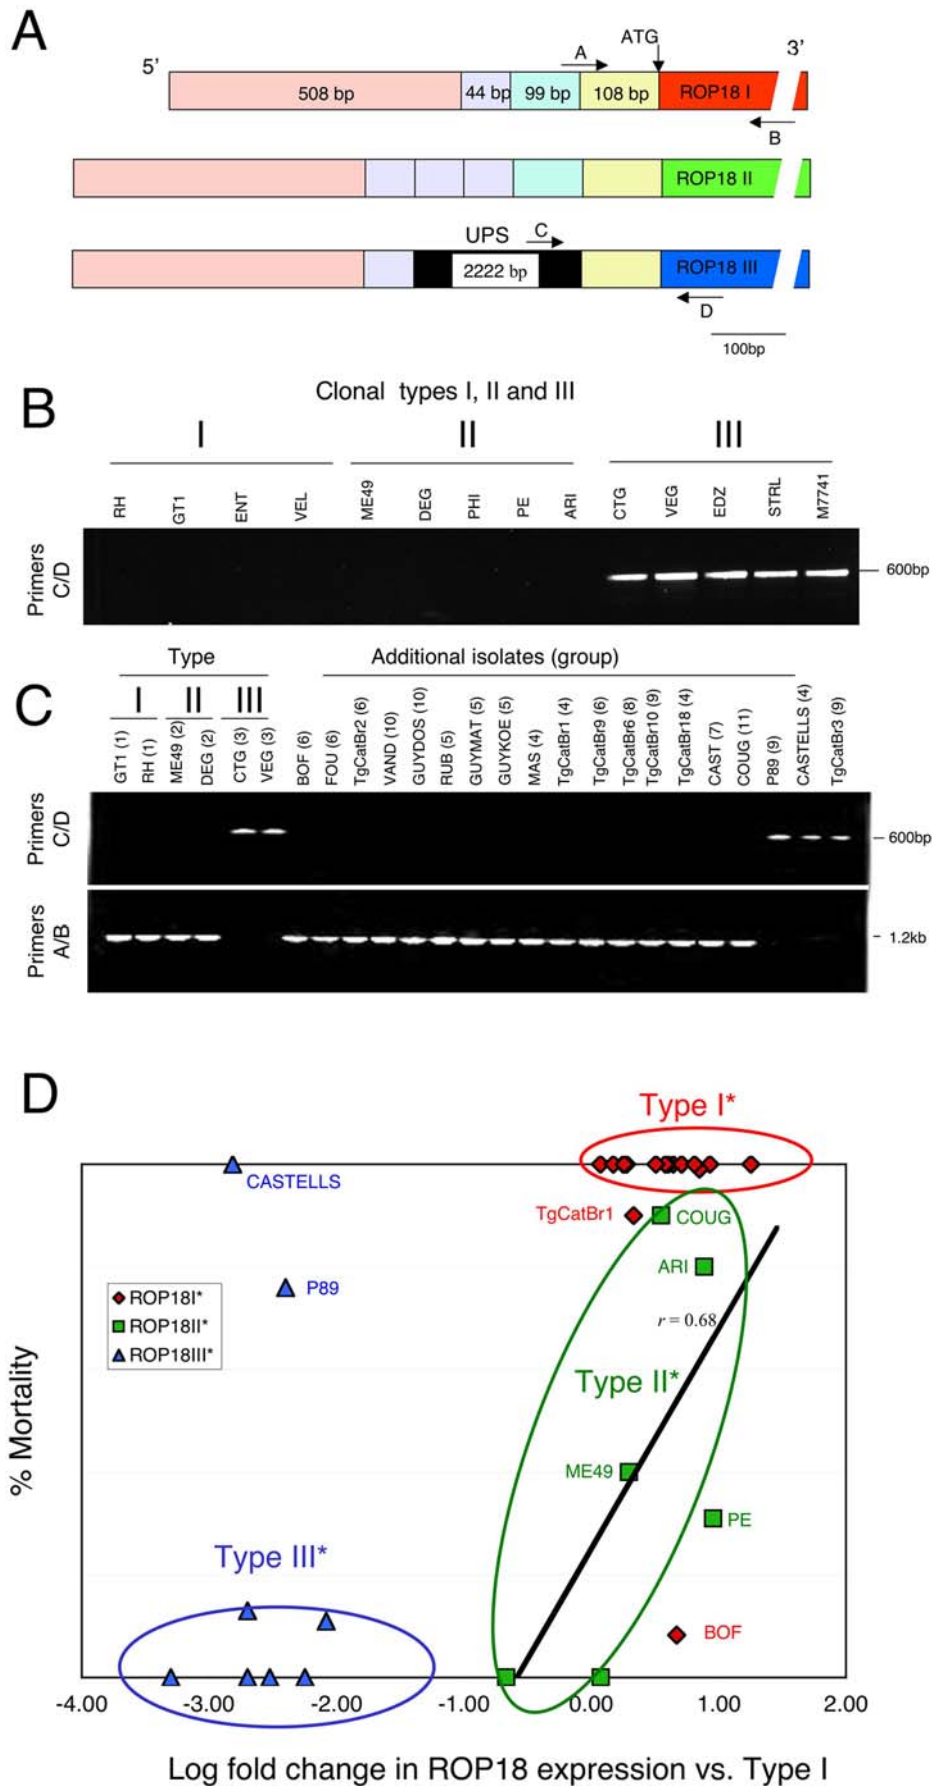 A
5’
A
ATG
3’
508 bp
44 bp
99 bp
108 bp
ROP18 I
B
ROP18 II
UPS
C
2222 bp
ROP18 III
D
100bp
B
Clonal types I, II and III
I
II
III
RH
GT1
ENT
VEL
ME49
DEG
PHI
PE
ARI
CTG
VEG
EDZ
STRL
M7741
Primers
C/D
600bp
C
Type
Additional isolates (group)
I
II
III
GT1 (1)
RH (1)
ME49 (2)
DEG (2)
CTG (3)
VEG (3)
BOF (6)
FOU (6)
TgCatBr2 (6)
VAND (10)
GUYDOS (10)
RUB (5)
GUYMAT (5)
GUYKOE (5)
MAS (4)
TgCatBr1 (4)
TgCatBr9 (6)
TgCatBr6 (8)
TgCatBr10 (9)
TgCatBr18 (4)
CAST (7)
COUG (11)
P89 (9)
CASTELLS (4)
TgCatBr3 (9)
Primers
C/D
600bp
Primers
A/B
1.2kb
D
Type I*
CASTELLS
TgCatBr1
COUG
ARI
P89
ROP18I*
ROP18II*
ROP18III*
r = 0.68
Type II*
ME49
PE
Type III*
BOF
% Mortality
-4.00
-3.00
-2.00
-1.00
0.00
1.00
2.00
Log fold change in ROP18 expression vs. Type I